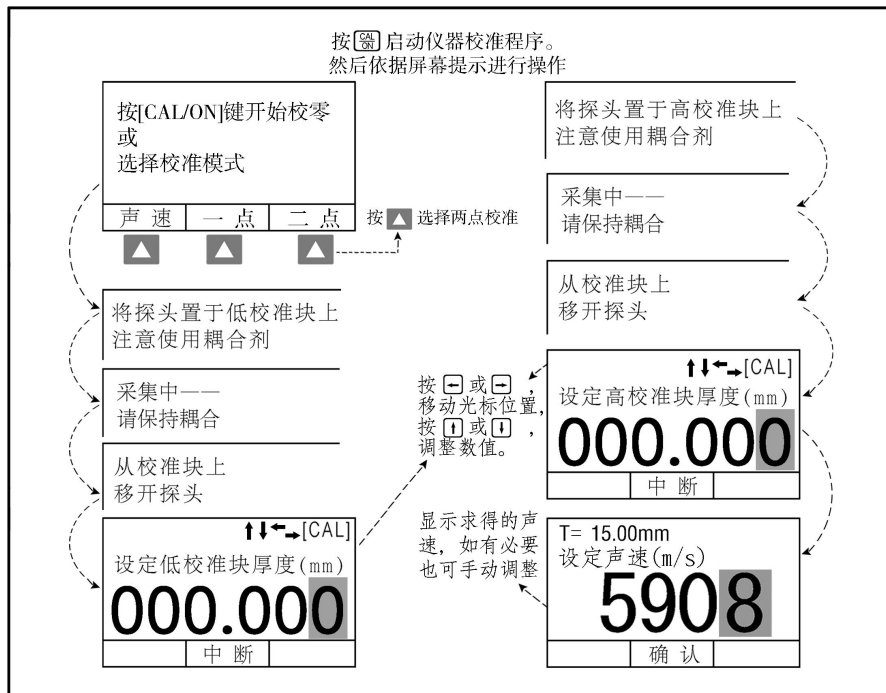 按CAL ON启动仪器校准程序。
然后依据屏幕提示进行操作
按[CAL/ON]键开始校零
或
选择校准模式
声速 一点 二点
按 选择两点校准
将探头置于低校准块上
注意使用耦合剂
采集中——
请保持耦合
从校准块上
移开探头
↑↓←→[CAL]
设定低校准块厚度(mm)
000.000
中断
按←或→，
移动光标位置，
按↑或↓，
调整数值。
将探头置于高校准块上
注意使用耦合剂
采集中——
请保持耦合
从校准块上
移开探头
↑↓←→[CAL]
设定高校准块厚度(mm)
000.000
中断
显示求得的声
速，如有必要
也可手动调整
T= 15.00mm
设定声速(m/s)
5908
确认